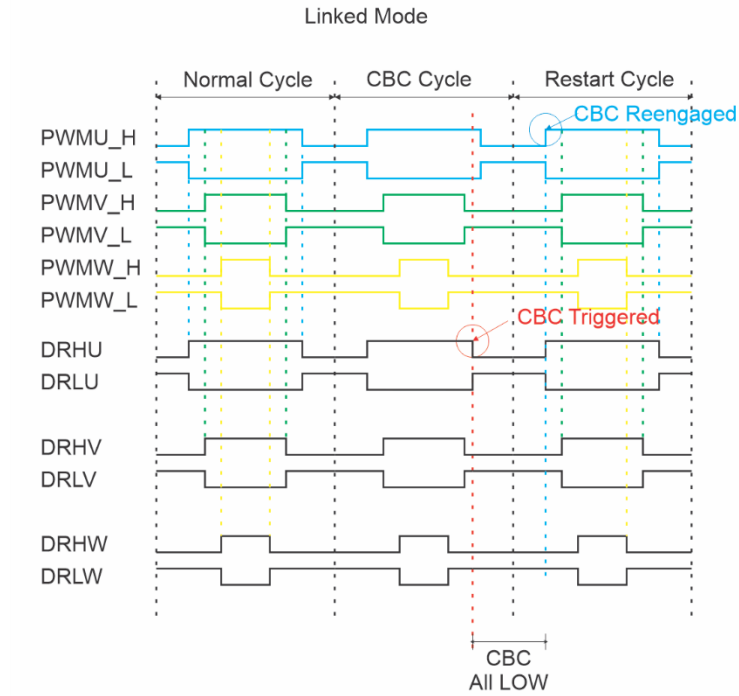 Linked Mode
Normal Cycle
CBC Cycle
Restart Cycle
CBC Reengaged
PWMU_H
PWMU_L
PWMV_H
PWMV_L
PWMW_H
PWMW_L
CBC Triggered
DRHU
DRLU
DRHV
DRLV
DRHW
DRLW
CBC
All LOW